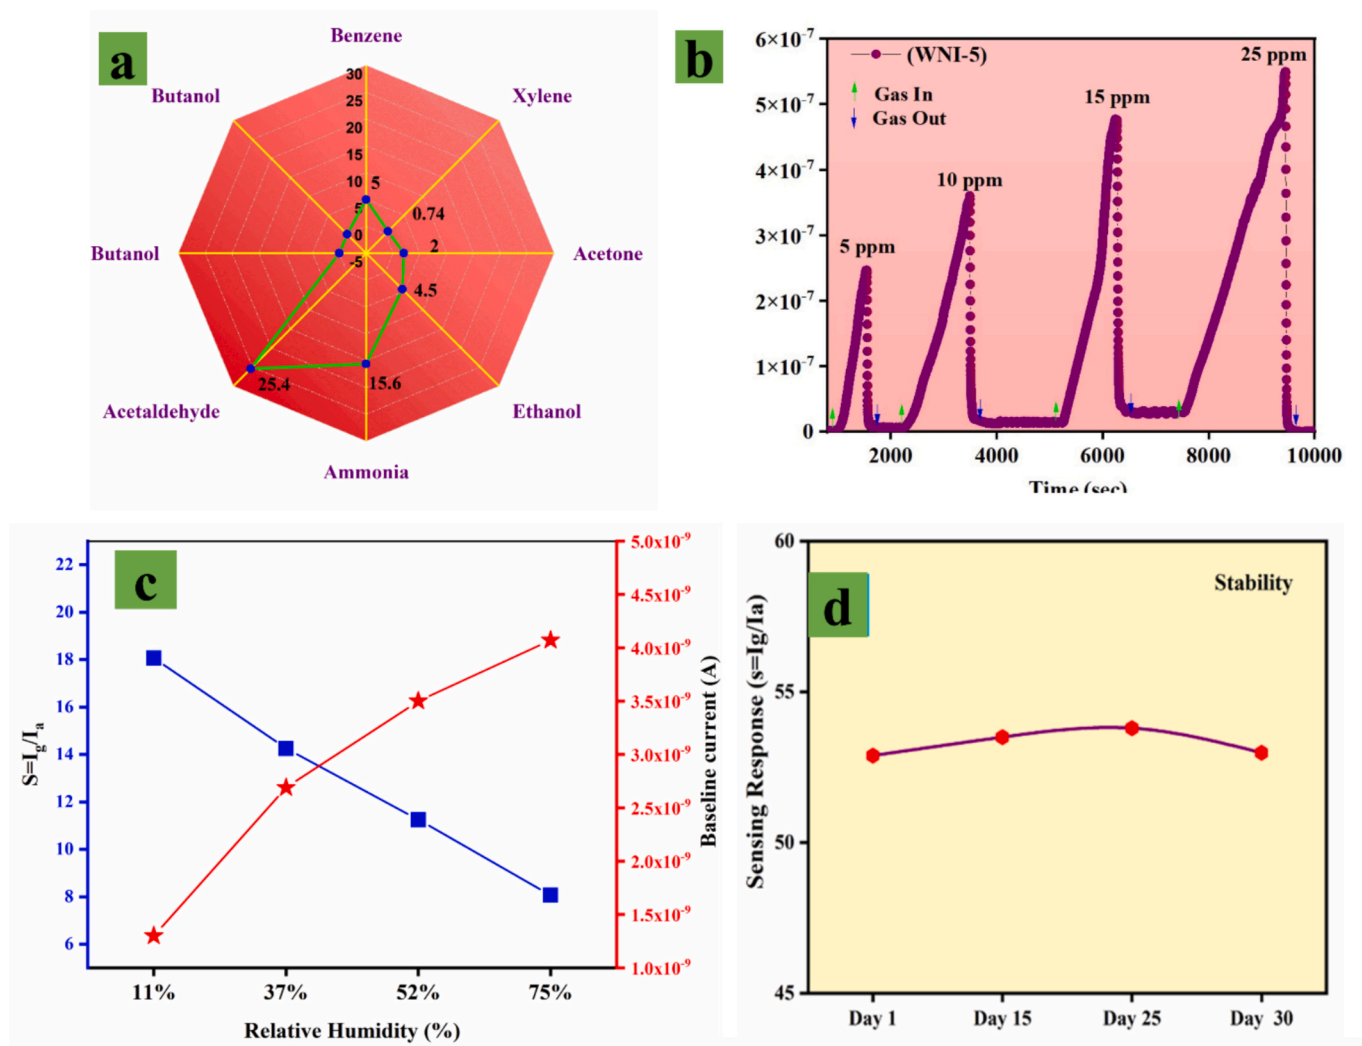 a
Benzene
Butanol
Xylene
30
25
20
15
10
5
0
-5
5
0.74
2
4.5
15.6
25.4
Butanol
Acetone
Acetaldehyde
Ethanol
Ammonia
b
6×10⁻⁷
5×10⁻⁷
4×10⁻⁷
3×10⁻⁷
2×10⁻⁷
1×10⁻⁷
0
(WNI-5)
Gas In
Gas Out
5 ppm
10 ppm
15 ppm
25 ppm
2000 4000 6000 8000 10000
Time (sec)
c
22
20
18
16
14
12
10
8
6
S=Ig/Ia
5.0x10⁻⁹
4.5x10⁻⁹
4.0x10⁻⁹
3.5x10⁻⁹
3.0x10⁻⁹
2.5x10⁻⁹
2.0x10⁻⁹
1.5x10⁻⁹
1.0x10⁻⁹
Baseline current (A)
11% 37% 52% 75%
Relative Humidity (%)
d
Stability
60
55
50
45
Sensing Response (s=Ig/Ia)
Day 1 Day 15 Day 25 Day 30